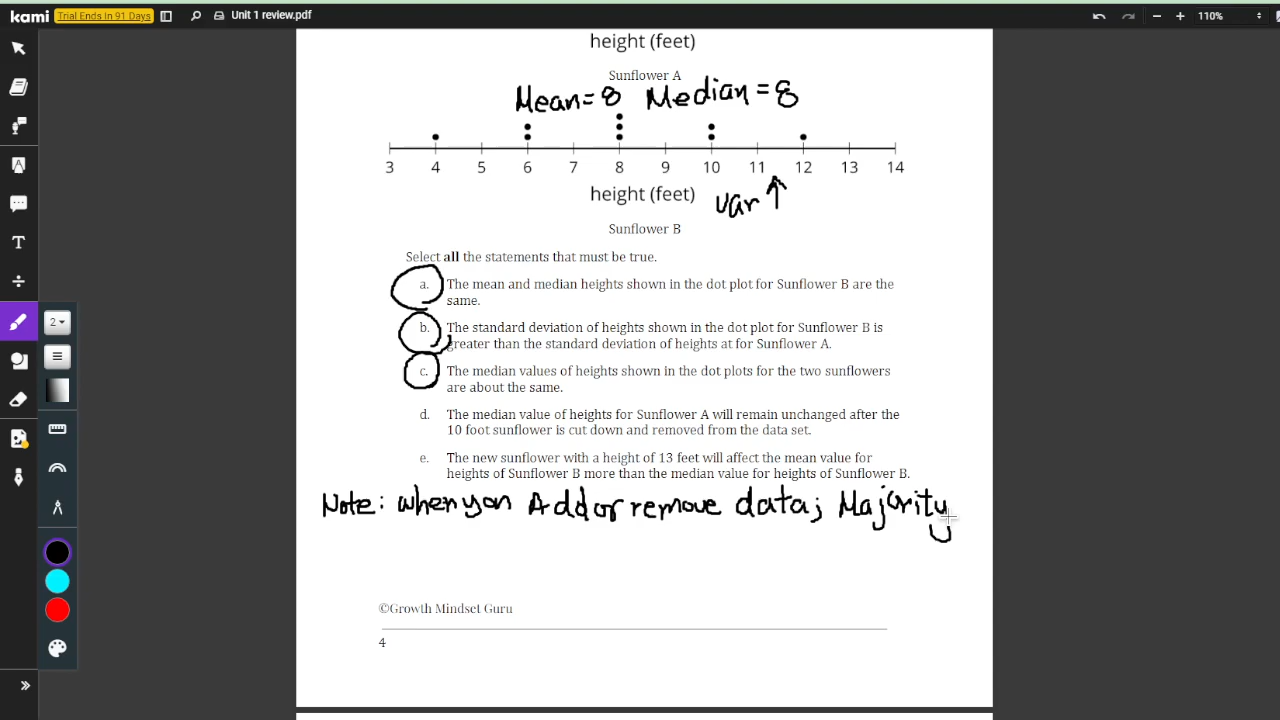 kami Trial Ends In 91 Days Unit 1 review.pdf 110%
height (feet)
Sunflower A
Mean = 8 Median = 8
3 4 5 6 7 8 9 10 11 12 13 14
height (feet) var ↑
Sunflower B
Select all the statements that must be true.
a. The mean and median heights shown in the dot plot for Sunflower B are the
same.
b. The standard deviation of heights shown in the dot plot for Sunflower B is
greater than the standard deviation of heights at for Sunflower A.
c. The median values of heights shown in the dot plots for the two sunflowers
are about the same.
d. The median value of heights for Sunflower A will remain unchanged after the
10 foot sunflower is cut down and removed from the data set.
e. The new sunflower with a height of 13 feet will affect the mean value for
heights of Sunflower B more than the median value for heights of Sunflower B.
Note: when you Add or remove data; Majority
©Growth Mindset Guru
4
2